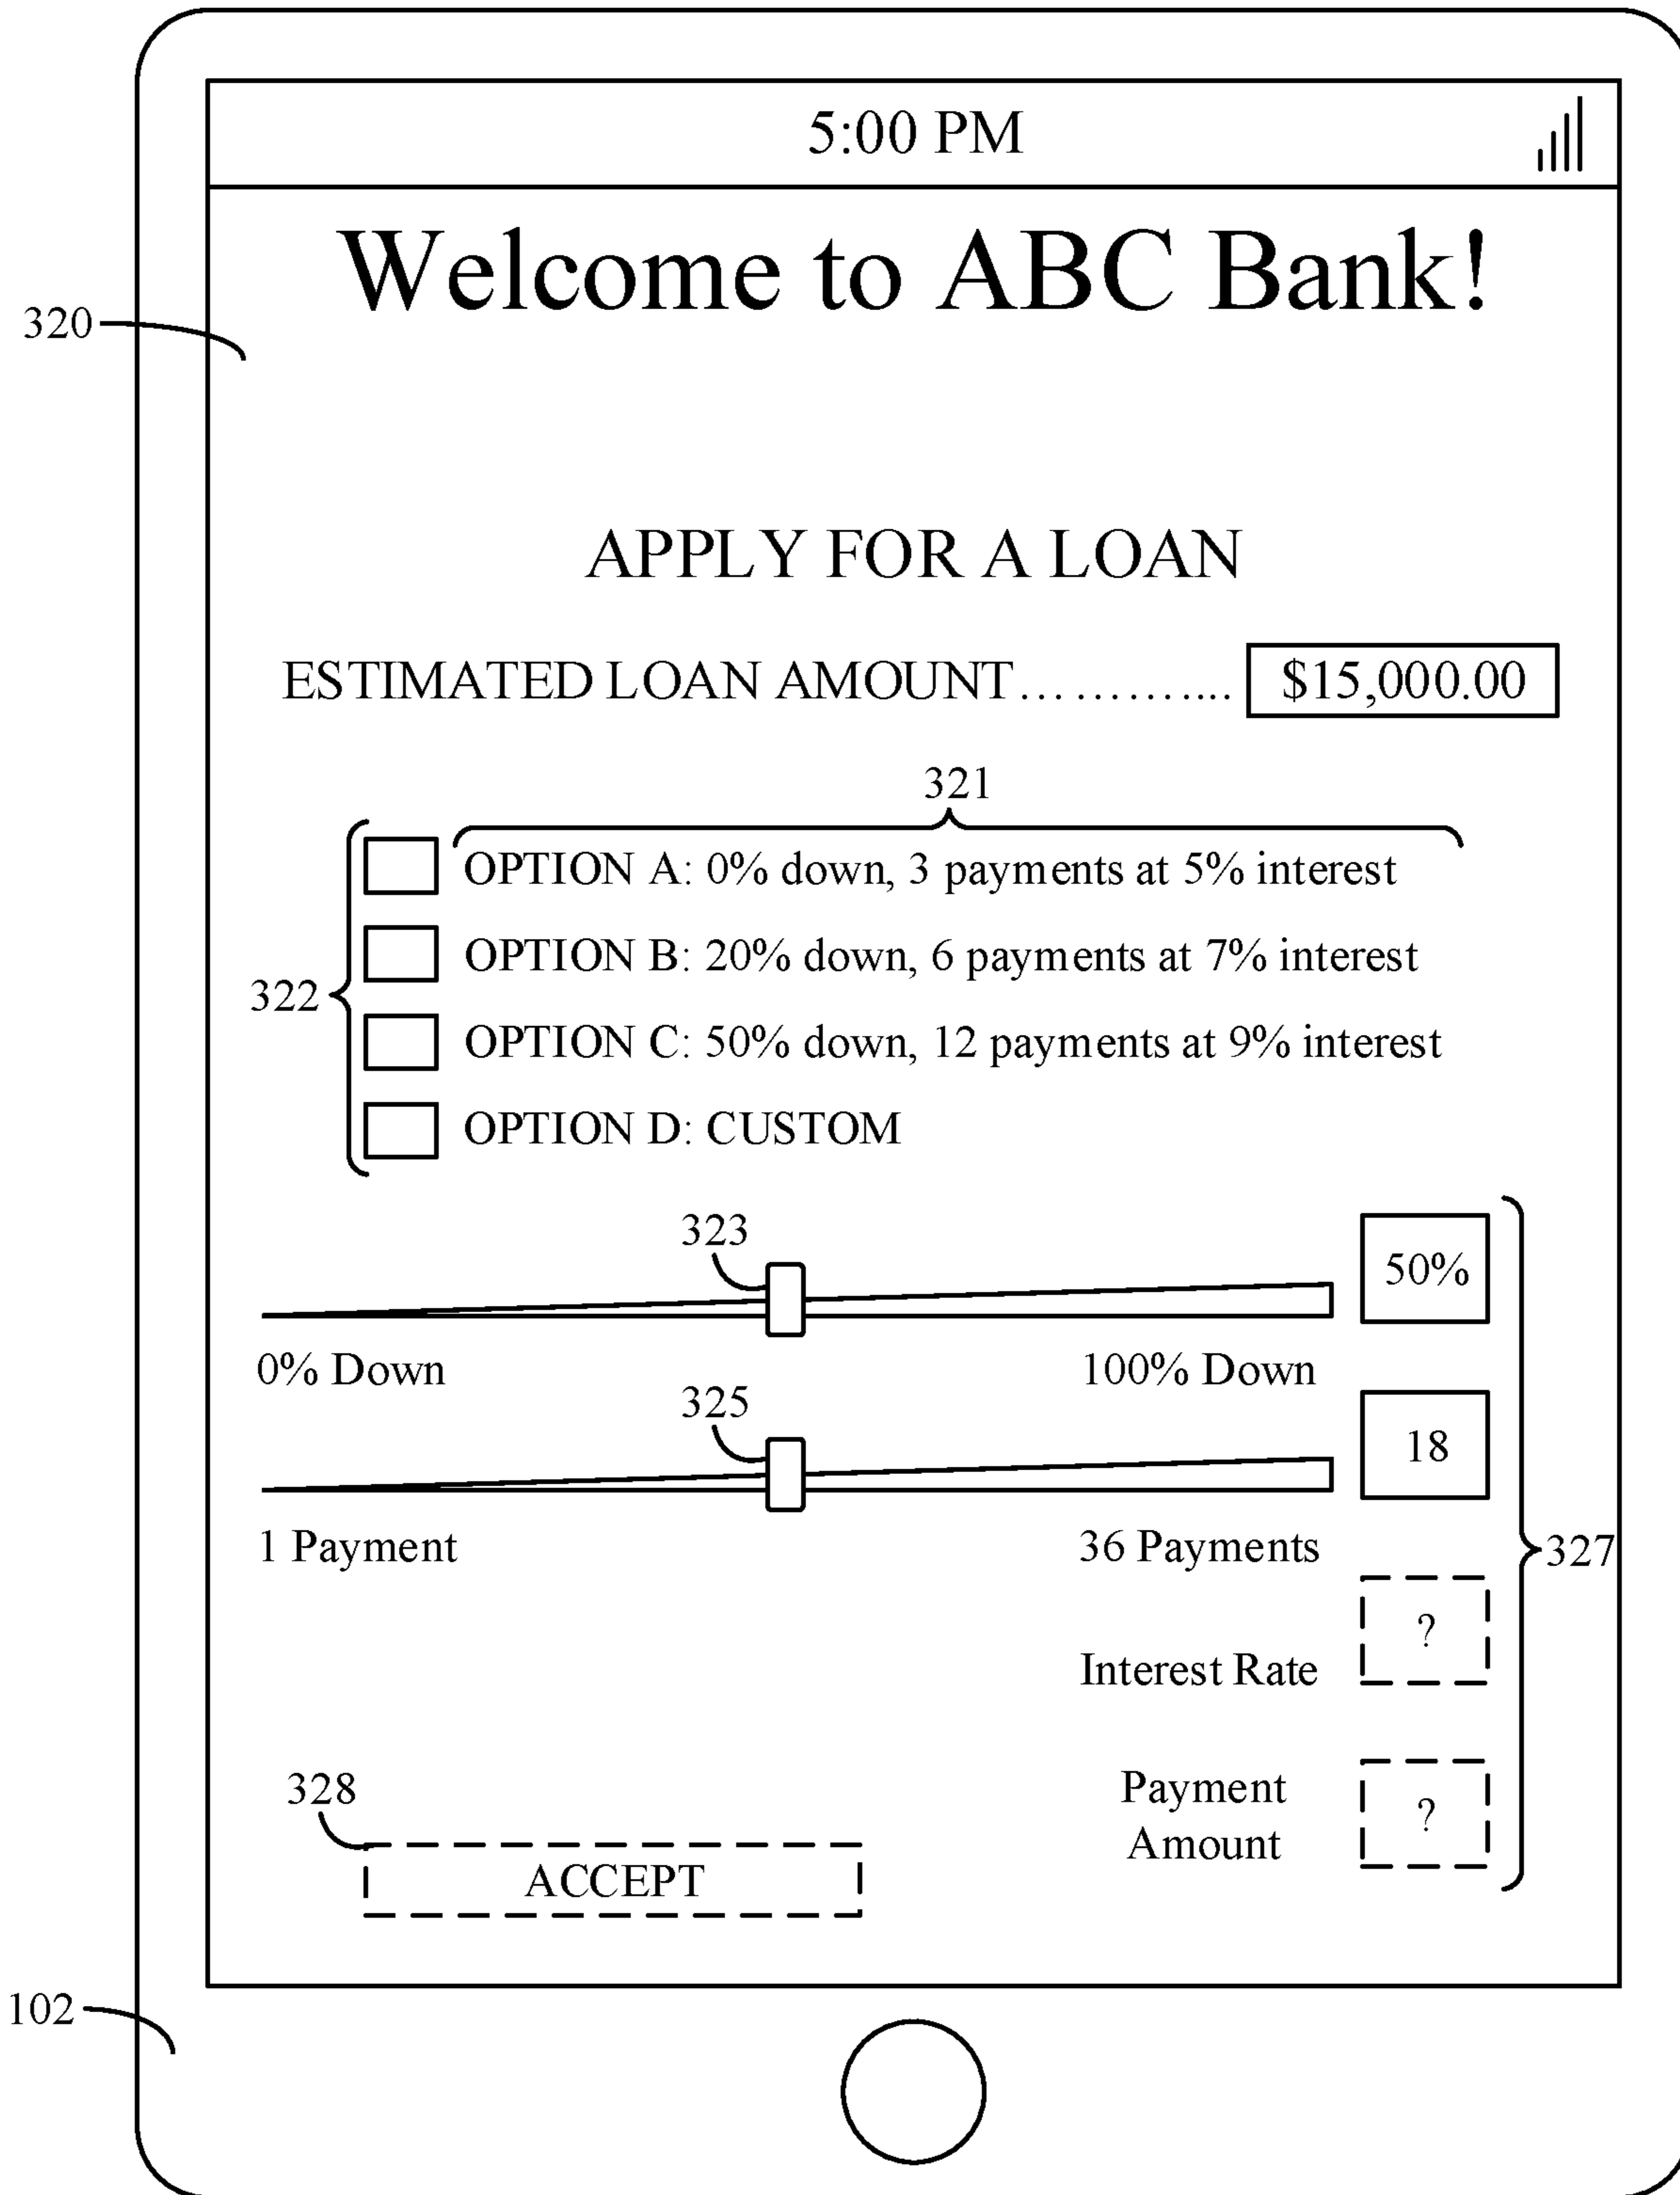 5:00 PM
Welcome to ABC Bank!
320
APPLY FOR A LOAN
ESTIMATED LOAN AMOUNT............. $15,000.00
321
OPTION A: 0% down, 3 payments at 5% interest
OPTION B: 20% down, 6 payments at 7% interest
322
OPTION C: 50% down, 12 payments at 9% interest
OPTION D: CUSTOM
323
50%
0% Down 100% Down
325
18
1 Payment 36 Payments
327
?
Interest Rate
328
Payment
Amount
?
ACCEPT
102